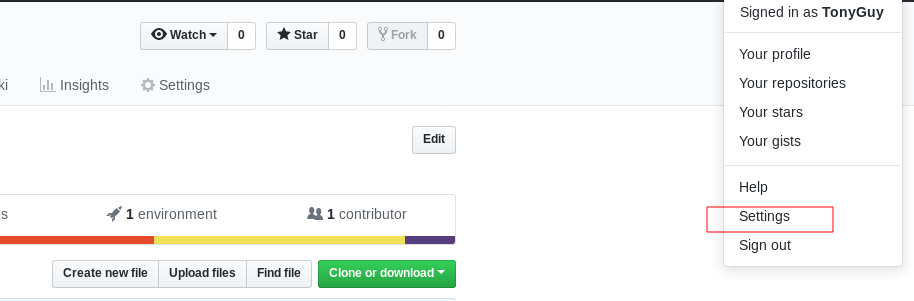 Signed in as TonyGuy
Watch 0 Star 0 Fork 0
Your profile
Your repositories
Your stars
Your gists
ki Insights Settings
Edit
Help
Settings
Sign out
s 1 environment 1 contributor
Create new file Upload files Find file Clone or download